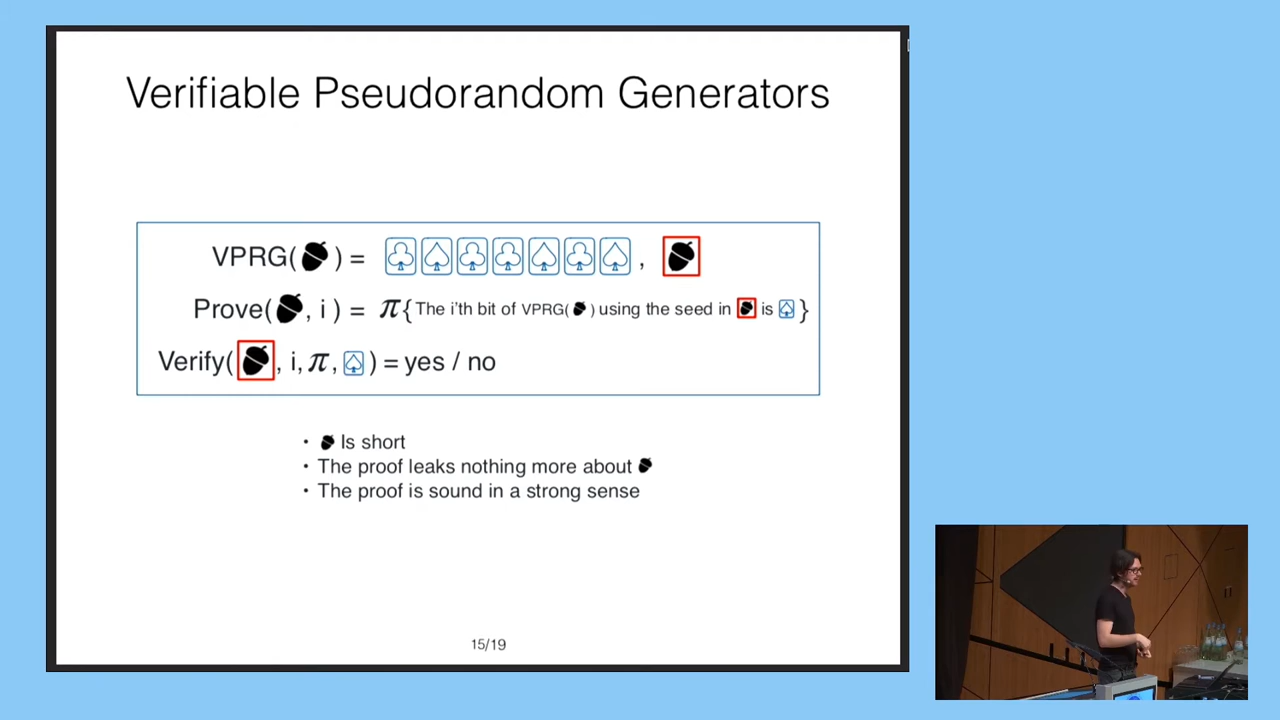 Verifiable Pseudorandom Generators
VPRG( ) = ,
Prove( , i ) = π{The i'th bit of VPRG( ) using the seed in is }
Verify( , i, π, ) = yes / no
• Is short
• The proof leaks nothing more about
• The proof is sound in a strong sense
15/19